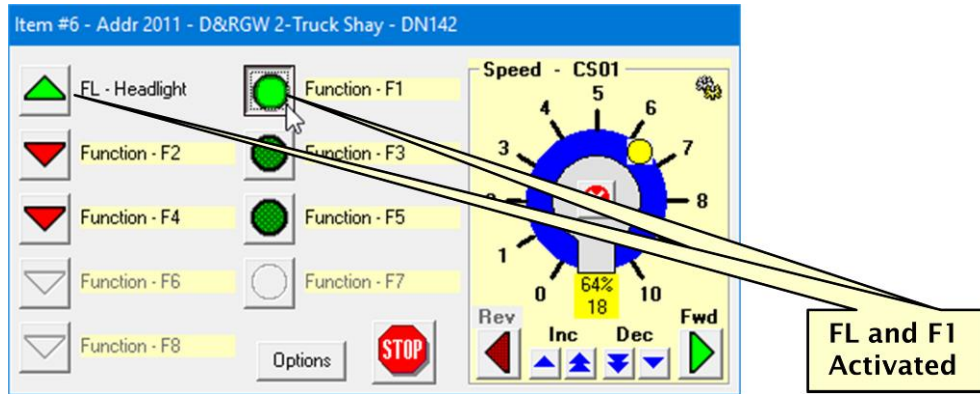 Item #6 - Addr 2011 - D&RGW 2-Truck Shay - DN142
FL - Headlight
Function - F1
Function - F2
Function - F3
Function - F4
Function - F5
Function - F6
Function - F7
Function - F8
Options
STOP
Speed - CS01
5
4
6
3
7
8
1
0
10
64%
18
Rev
Inc
Dec
Fwd
FL and F1
Activated